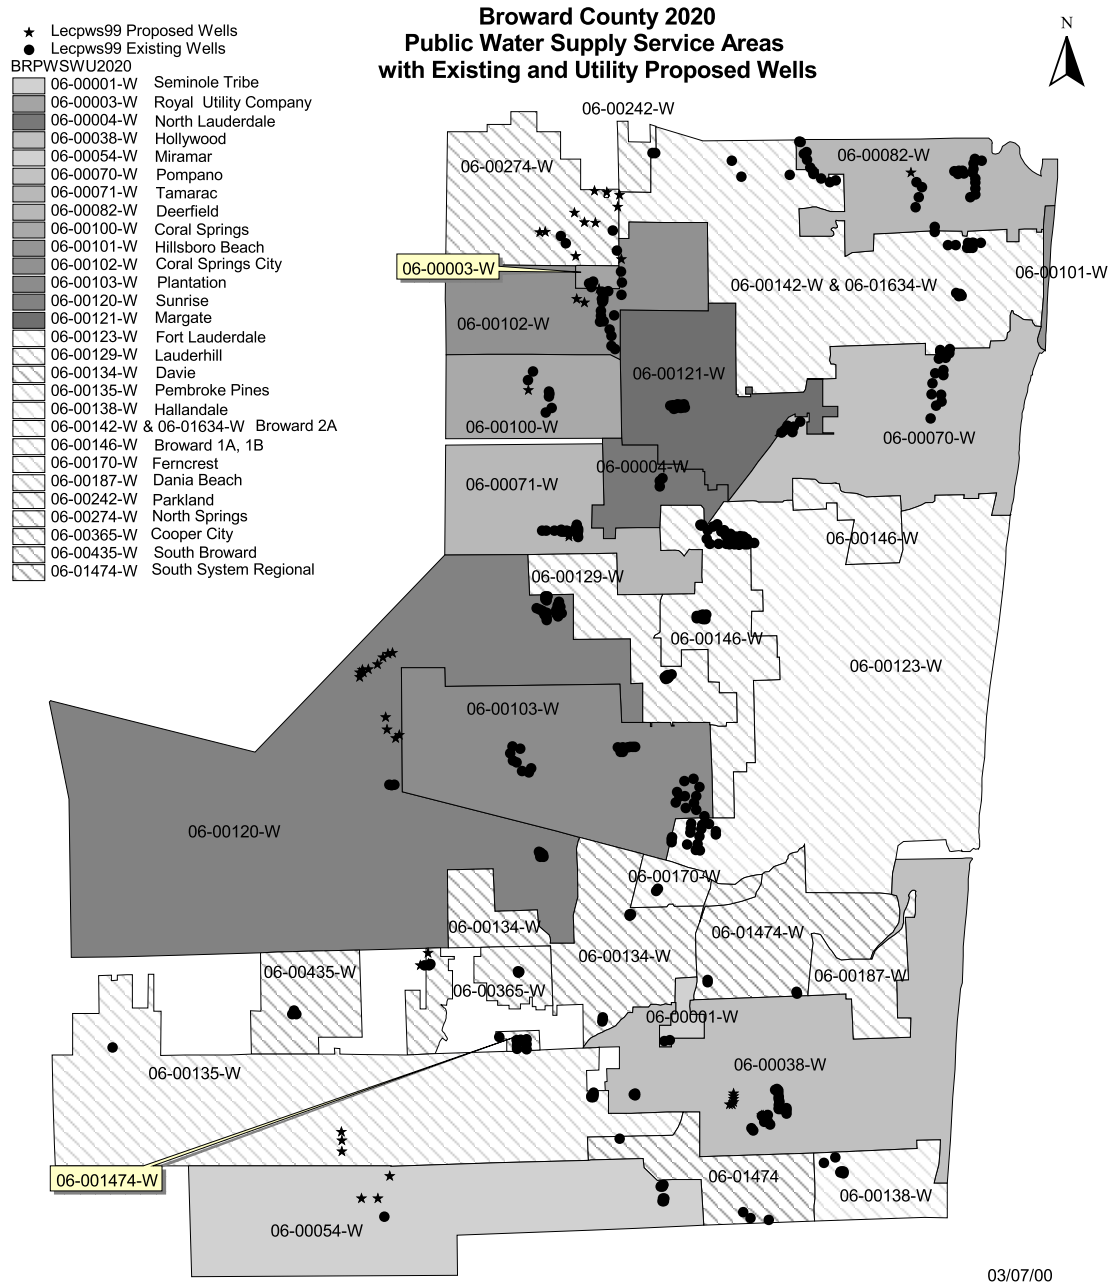 Broward County 2020
Public Water Supply Service Areas
with Existing and Utility Proposed Wells
N
Lecpws99 Proposed Wells
Lecpws99 Existing Wells
BRPWSWU2020
06-00001-W Seminole Tribe
06-00003-W Royal Utility Company
06-00004-W North Lauderdale
06-00038-W Hollywood
06-00054-W Miramar
06-00070-W Pompano
06-00071-W Tamarac
06-00082-W Deerfield
06-00100-W Coral Springs
06-00101-W Hillsboro Beach
06-00102-W Coral Springs City
06-00103-W Plantation
06-00120-W Sunrise
06-00121-W Margate
06-00123-W Fort Lauderdale
06-00129-W Lauderhill
06-00134-W Davie
06-00135-W Pembroke Pines
06-00138-W Hallandale
06-00142-W & 06-01634-W Broward 2A
06-00146-W Broward 1A, 1B
06-00170-W Ferncrest
06-00187-W Dania Beach
06-00242-W Parkland
06-00274-W North Springs
06-00365-W Cooper City
06-00435-W South Broward
06-01474-W South System Regional
06-00242-W
06-00082-W
06-00274-W
06-00003-W
06-00101-W
06-00142-W & 06-01634-W
06-00102-W
06-00121-W
06-00100-W
06-00070-W
06-00004-W
06-00071-W
06-00146-W
06-00129-W
06-00146-W
06-00123-W
06-00103-W
06-00120-W
06-00170-W
06-00134-W
06-01474-W
06-00134-W
06-00435-W
06-00187-W
06-00365-W
06-00001-W
06-00038-W
06-00135-W
06-001474-W
06-01474
06-00138-W
06-00054-W
03/07/00